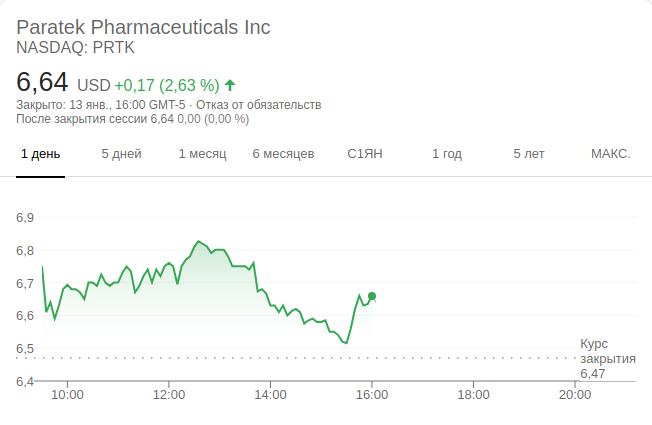 Paratek Pharmaceuticals Inc
NASDAQ: PRTK
6,64 USD +0,17 (2,63 %)
Закрыто: 13 янв., 16:00 GMT-5 · Отказ от обязательств
После закрытия сессии 6,64 0,00 (0,00 %)
1 день 5 дней 1 месяц 6 месяцев С1ЯН 1 год 5 лет МАКС.
6,9
6,8
6,7
6,6
6,5
6,4
Курс
закрытия
6,47
10:00 12:00 14:00 16:00 18:00 20:00